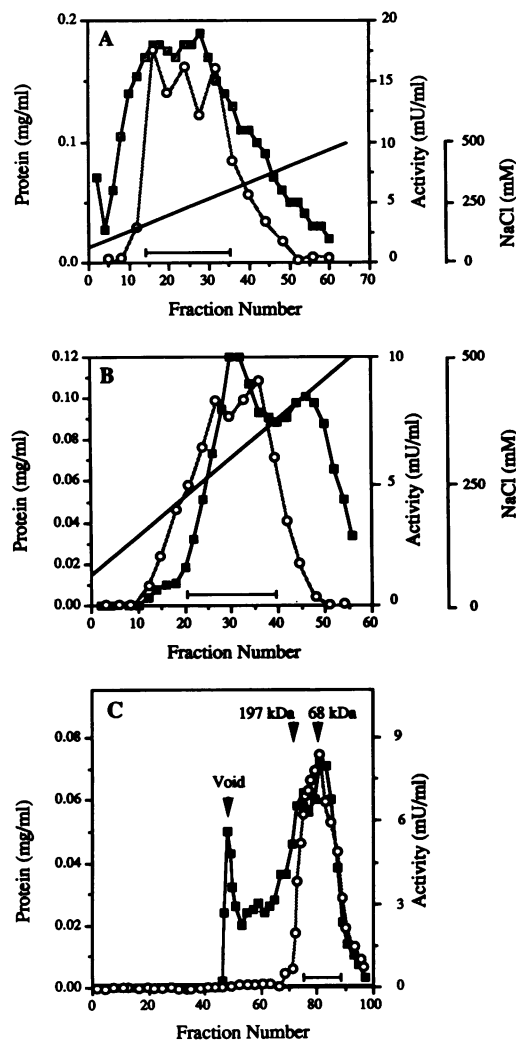 A
0.2
0.1
0.0
Protein (mg/ml)
0 10 20 30 40 50 60 70
Fraction Number
20
15
10
5
0
Activity (mU/ml)
500
250
0
NaCl (mM)
B
0.12
0.10
0.08
0.06
0.04
0.02
0.00
Protein (mg/ml)
0 10 20 30 40 50 60
Fraction Number
10
5
0
Activity (mU/ml)
500
250
0
NaCl (mM)
C
197 kDa 68 kDa
Void
0.08
0.06
0.04
0.02
0.00
Protein (mg/ml)
0 20 40 60 80 100
Fraction Number
9
6
3
0
Activity (mU/ml)